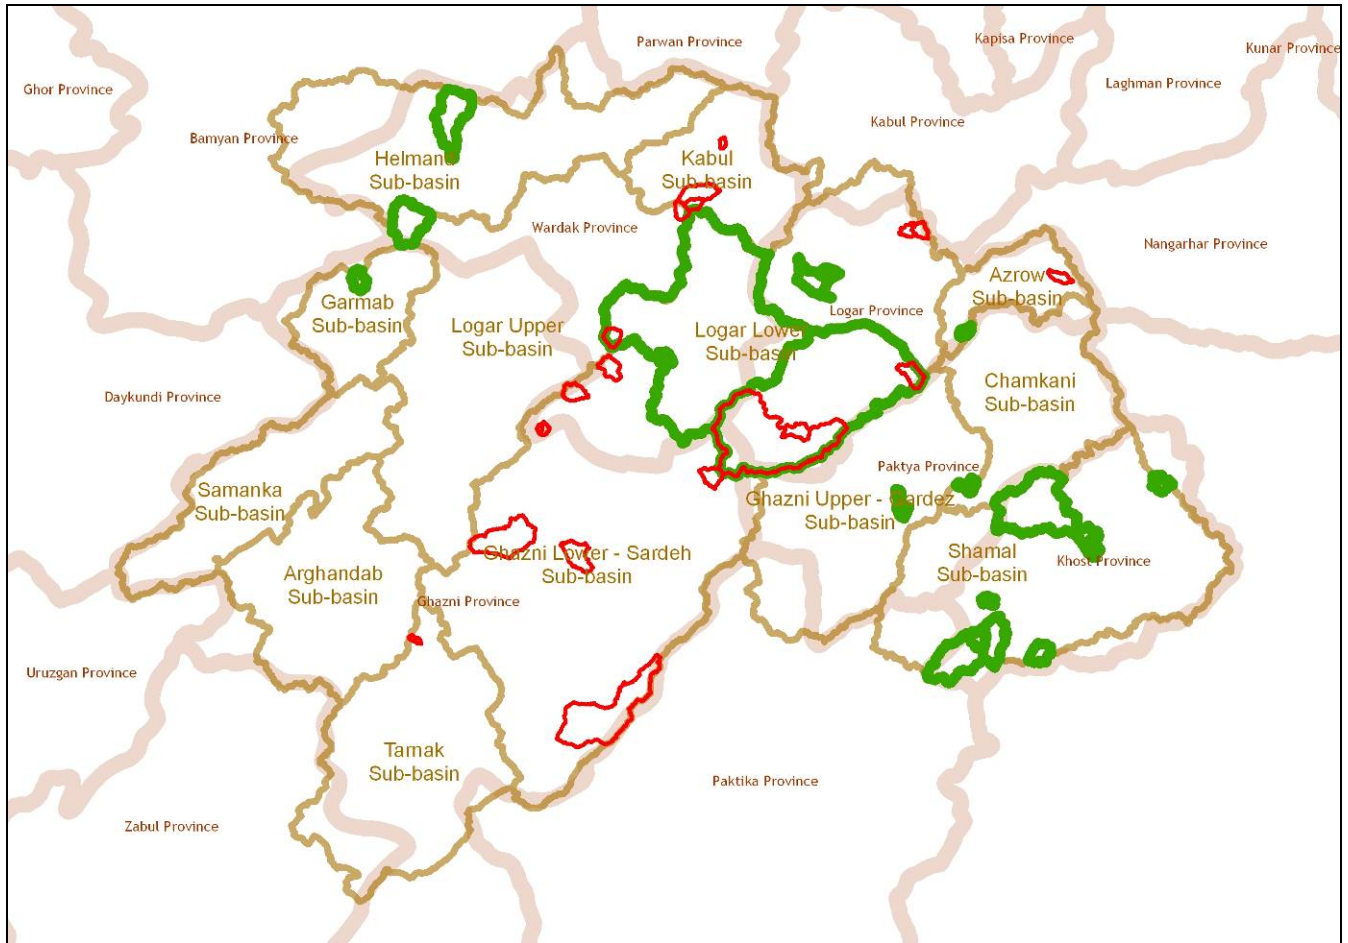 Parwan Province
Kapisa Province
Kunar Province
Ghor Province
Laghman Province
Kabul Province
Bamyan Province
Helmand
Sub-basin
Kabul
Sub-basin
Wardak Province
Nangarhar Province
Azrow
Sub-basin
Garmab
Sub-basin
Logar Province
Logar Upper
Sub-basin
Logar Lower
Sub-basin
Chamkani
Sub-basin
Daykundi Province
Paktya Province
Samanka
Sub-basin
Ghazni Upper - Gardez
Sub-basin
Ghazni Lower - Sardeh
Sub-basin
Shamal
Sub-basin
Khost Province
Arghandab
Sub-basin
Ghazni Province
Uruzgan Province
Tarnak
Sub-basin
Paktika Province
Zabul Province